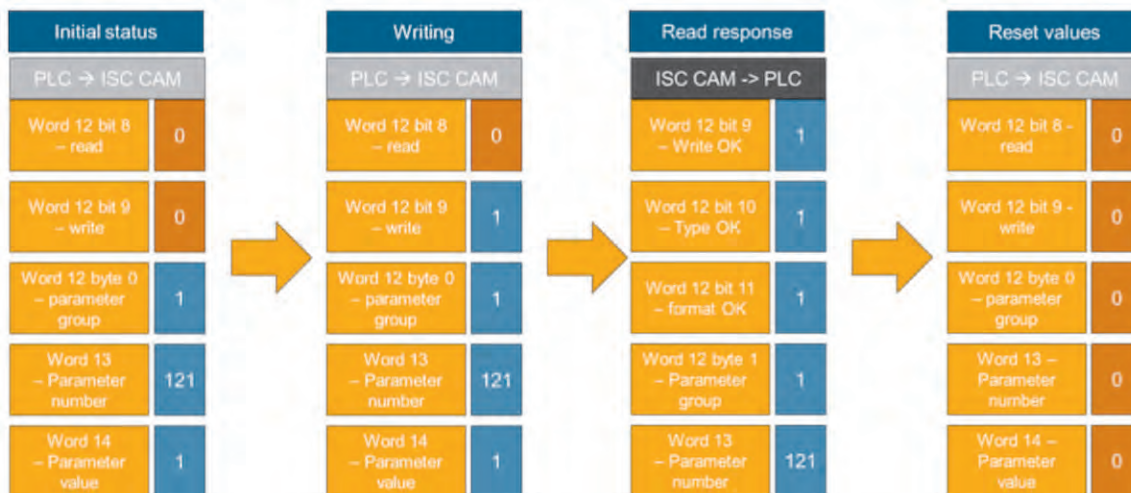 Initial status
PLC → ISC CAM
Word 12 bit 8
– read
0
Word 12 bit 9
– write
0
Word 12 byte 0
– parameter
group
1
Word 13
– Parameter
number
121
Word 14
– Parameter
value
1
Writing
PLC → ISC CAM
Word 12 bit 8
– read
0
Word 12 bit 9
– write
1
Word 12 byte 0
– parameter
group
1
Word 13
– Parameter
number
121
Word 14
– Parameter
value
1
Read response
ISC CAM -> PLC
Word 12 bit 9
– Write OK
1
Word 12 bit 10
– Type OK
1
Word 12 bit 11
– format OK
1
Word 12 byte 1
– Parameter
group
1
Word 13
– Parameter
number
121
Reset values
PLC → ISC CAM
Word 12 bit 8 -
read
0
Word 12 bit 9 -
write
0
Word 12 byte 0
– parameter
group
0
Word 13 –
Parameter
number
0
Word 14 –
Parameter
value
0